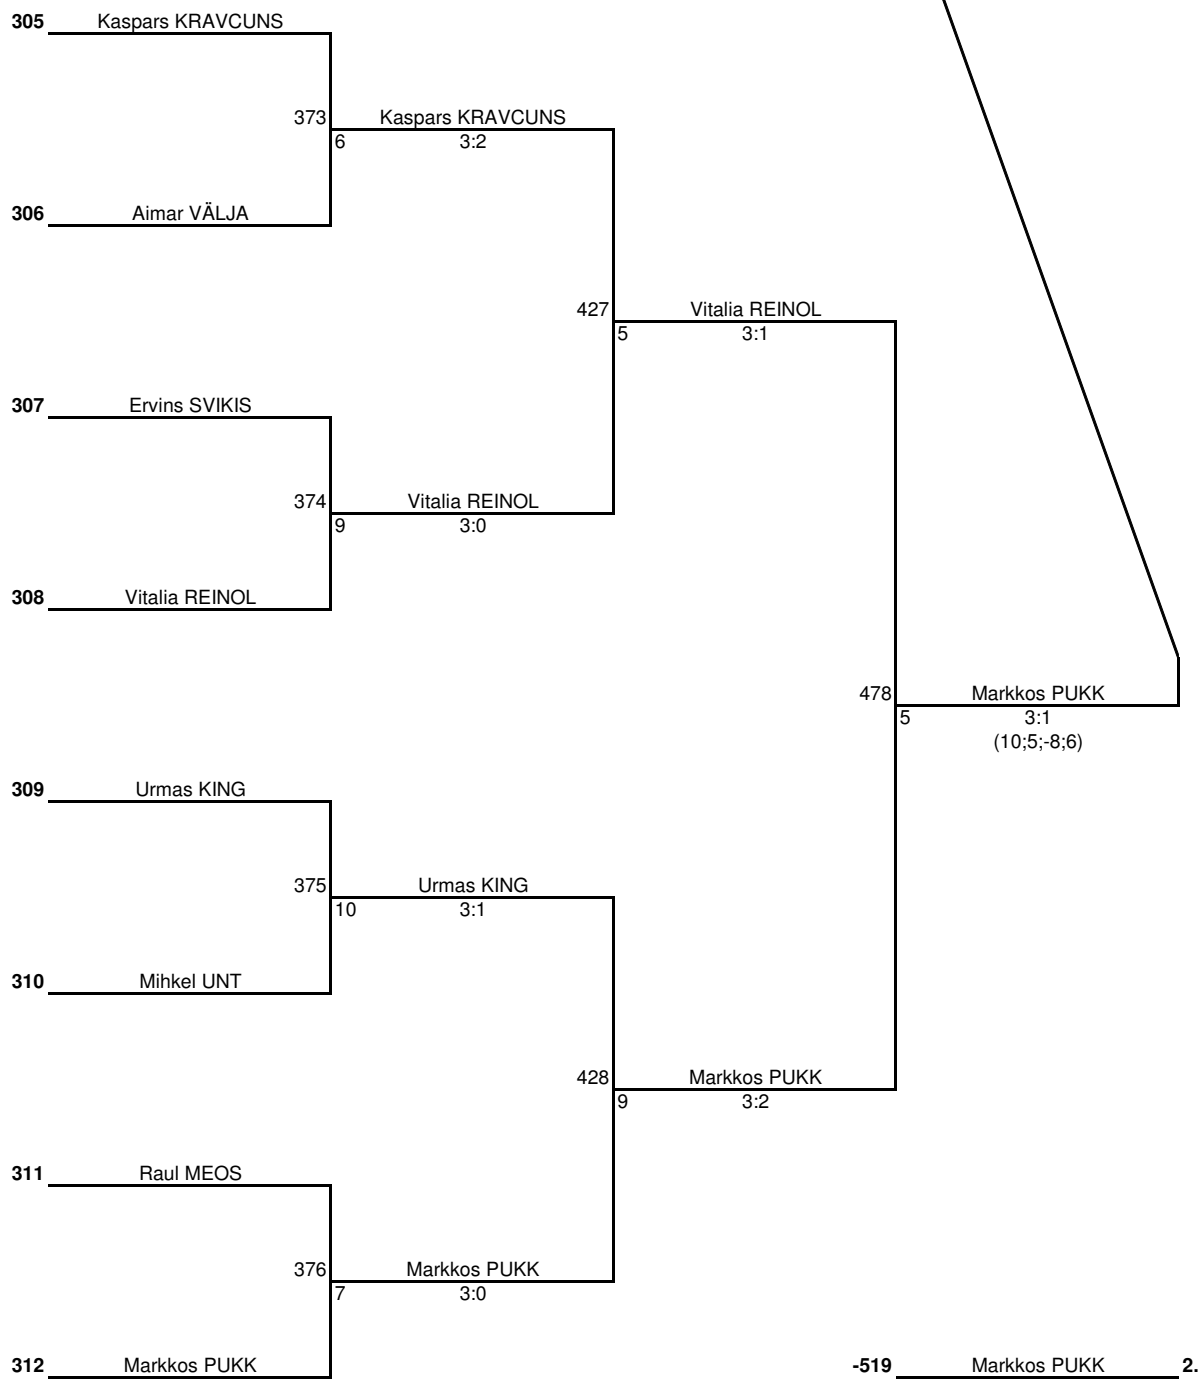 305 Kaspars KRAVCUNS
373 Kaspars KRAVCUNS
6 3:2
306 Aimar VÄLJA
427 Vitalia REINOL
5 3:1
307 Ervins SVIKIS
374 Vitalia REINOL
9 3:0
308 Vitalia REINOL
478 Markkos PUKK
5 3:1
(10;5;-8;6)
309 Urmas KING
375 Urmas KING
10 3:1
310 Mihkel UNT
428 Markkos PUKK
9 3:2
311 Raul MEOS
376 Markkos PUKK
7 3:0
312 Markkos PUKK -519 Markkos PUKK 2.